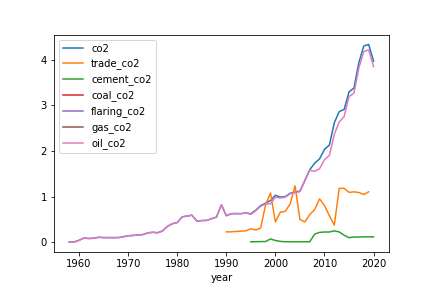 co2
trade_co2
cement_co2
coal_co2
flaring_co2
gas_co2
oil_co2
4
3
2
1
0
1960 1970 1980 1990 2000 2010 2020
year